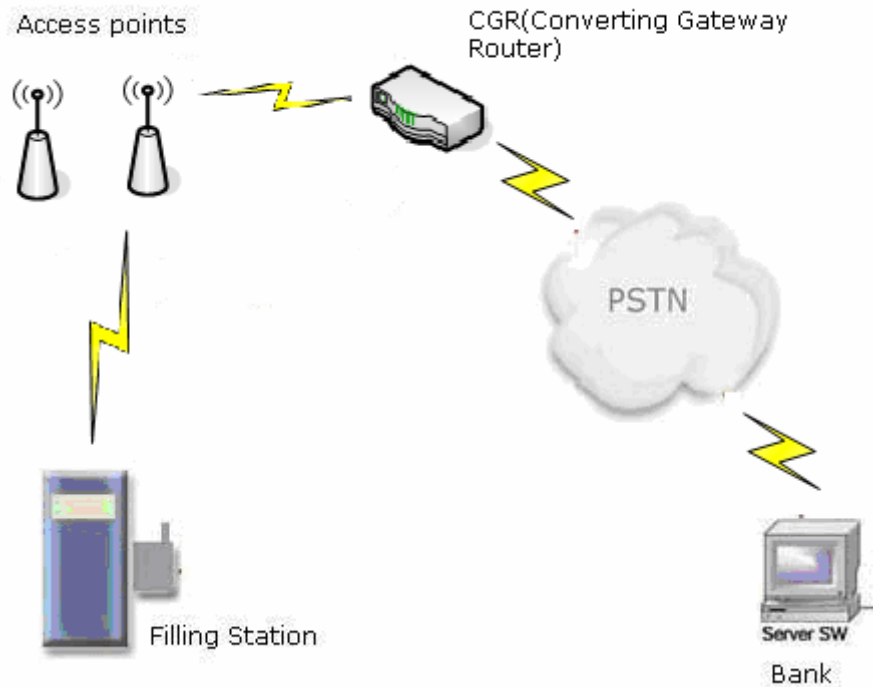 Access points
CGR(Converting Gateway
Router)
PSTN
Filling Station
Server SW
Bank